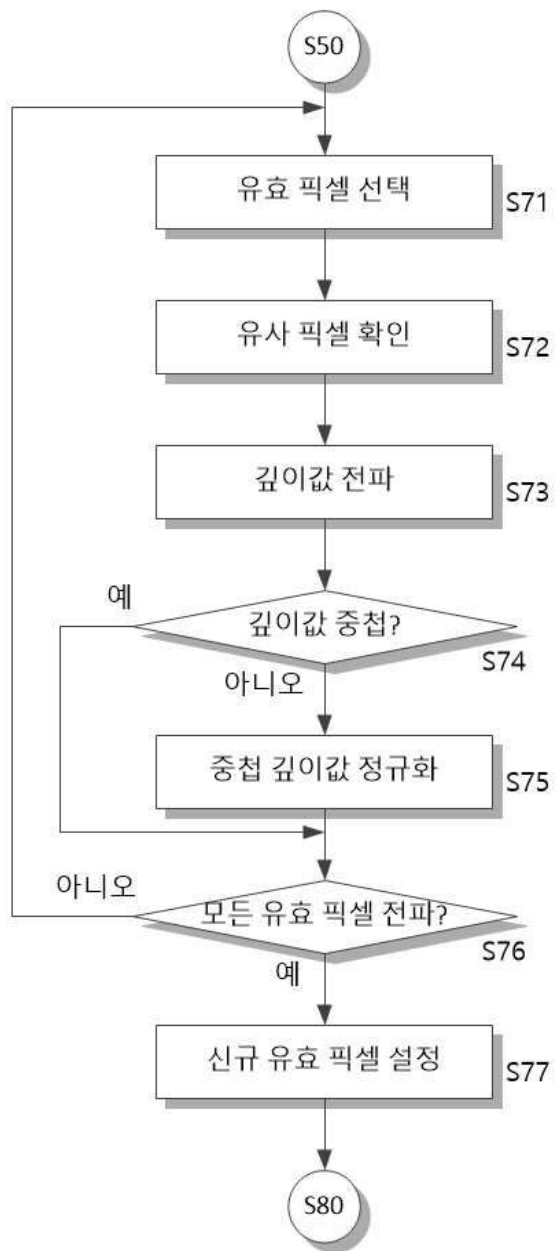 S50
유효 픽셀 선택
S71
유사 픽셀 확인
S72
깊이값 전파
S73
예
깊이값 중첩?
S74
아니오
중첩 깊이값 정규화
S75
아니오
모든 유효 픽셀 전파?
S76
예
신규 유효 픽셀 설정
S77
S80